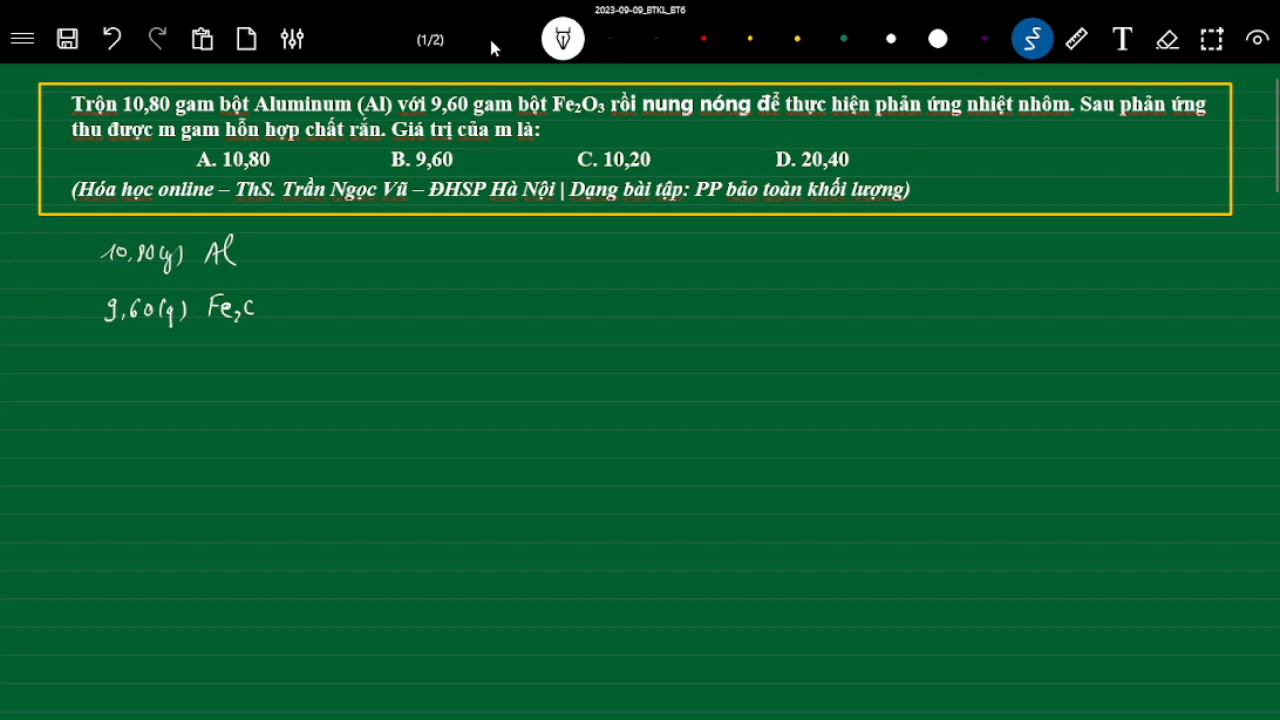 2023-09-09_BTKL_BT6
(1/2)
T
Trộn 10,80 gam bột Aluminum (Al) với 9,60 gam bột Fe₂O₃ rồi nung nóng để thực hiện phản ứng nhiệt nhôm. Sau phản ứng
thu được m gam hỗn hợp chất rắn. Giá trị của m là:
A. 10,80 B. 9,60 C. 10,20 D. 20,40
(Hóa học online – ThS. Trần Ngọc Vũ – ĐHSP Hà Nội | Dạng bài tập: PP bảo toàn khối lượng)
10,80(g) Al
9,60(g) Fe₂C